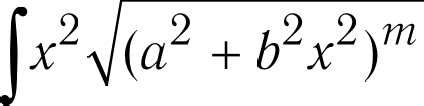 ∫x²√(a² + b²x²)ᵐ